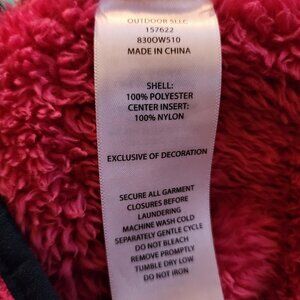 OUTDOOR SLLC
157622
830OW510
MADE IN CHINA
SHELL:
100% POLYESTER
CENTER INSERT:
100% NYLON
EXCLUSIVE OF DECORATION
SECURE ALL GARMENT
CLOSURES BEFORE
LAUNDERING
MACHINE WASH COLD
SEPARATELY GENTLE CYCLE
DO NOT BLEACH
REMOVE PROMPTLY
TUMBLE DRY LOW
DO NOT IRON